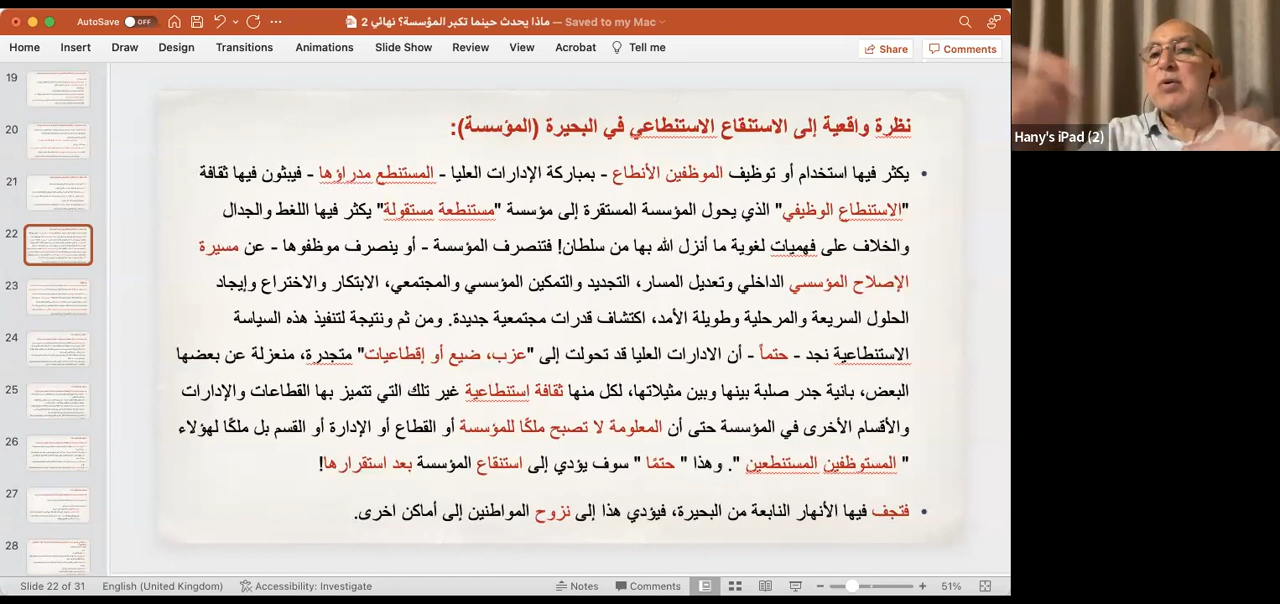 AutoSave OFF
ماذا يحدث حينما تكبر المؤسسة؟ نهائي 2 — Saved to my Mac
Home Insert Draw Design Transitions Animations Slide Show Review View Acrobat Tell me Share Comments
19
20
21
22
23
24
25
26
27
28
نظرة واقعية إلى الاستنقاع الاستنطاعي في البحيرة (المؤسسة):
• يكثر فيها استخدام أو توظيف الموظفين الأنطاع - بمباركة الإدارات العليا - المستنطع مدراؤها - فيبثون فيها ثقافة
"الاستنطاع الوظيفي" الذي يحول المؤسسة المستقرة إلى مؤسسة "مستنطعة مستقولة" يكثر فيها اللغط والجدال
والخلاف على فهميات لغوية ما أنزل الله بها من سلطان! فتنصرف المؤسسة - أو ينصرف موظفوها - عن مسيرة
الإصلاح المؤسسي الداخلي وتعديل المسار، التجديد والتمكين المؤسسي والمجتمعي، الابتكار والاختراع وإيجاد
الحلول السريعة والمرحلية وطويلة الأمد، اكتشاف قدرات مجتمعية جديدة. ومن ثم ونتيجة لتنفيذ هذه السياسة
الاستنطاعية نجد - حتماً - أن الادارات العليا قد تحولت إلى "عزب، ضيع أو إقطاعيات" متجدرة، منعزلة عن بعضها
البعض، بانية جدر صلبة بينها وبين مثيلاتها، لكل منها ثقافة استطاعية غير تلك التي تتميز بها القطاعات والإدارات
والأقسام الأخرى في المؤسسة حتى أن المعلومة لا تصبح ملكًا للمؤسسة أو القطاع أو الإدارة أو القسم بل ملكًا لهؤلاء
" المستوظفين المستنطعين ". وهذا " حتمًا " سوف يؤدي إلى استنقاع المؤسسة بعد استقرارها!
• فتجف فيها الأنهار النابعة من البحيرة، فيؤدي هذا إلى نزوح المواطنين إلى أماكن اخرى.
Hany's iPad (2)
Slide 22 of 31 English (United Kingdom) Accessibility: Investigate Notes Comments 51%